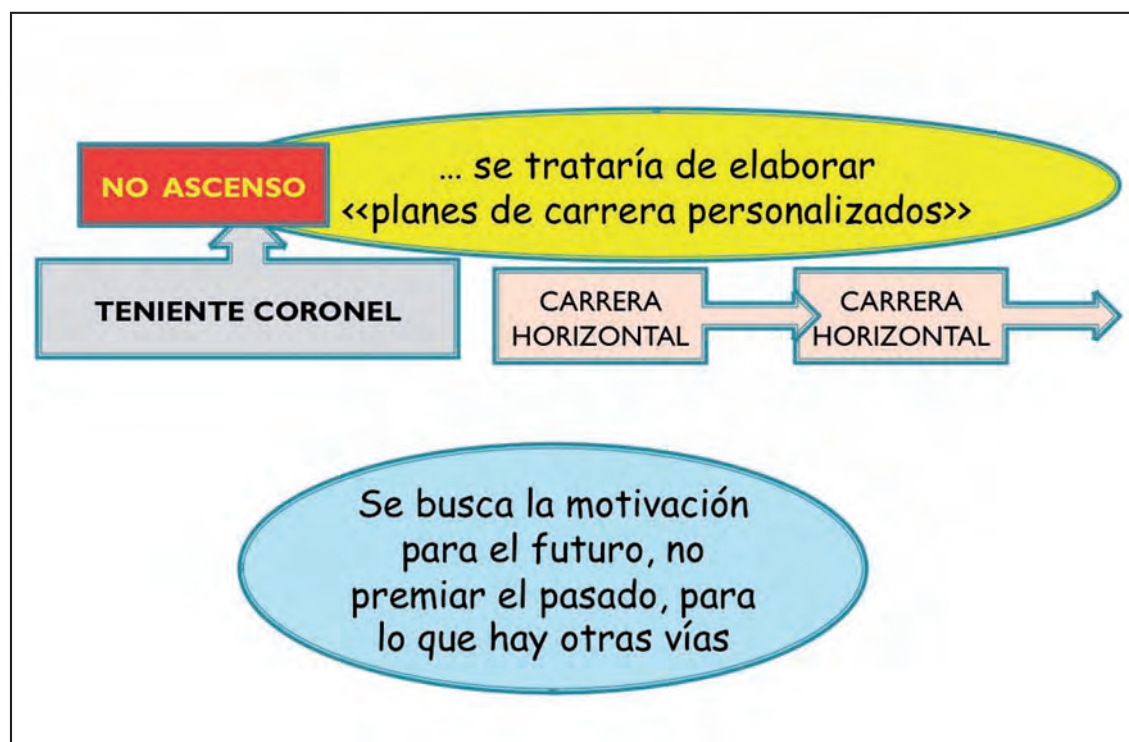 NO ASCENSO
... se trataría de elaborar
<<planes de carrera personalizados>>
TENIENTE CORONEL
CARRERA
HORIZONTAL
CARRERA
HORIZONTAL
Se busca la motivación
para el futuro, no
premiar el pasado, para
lo que hay otras vías